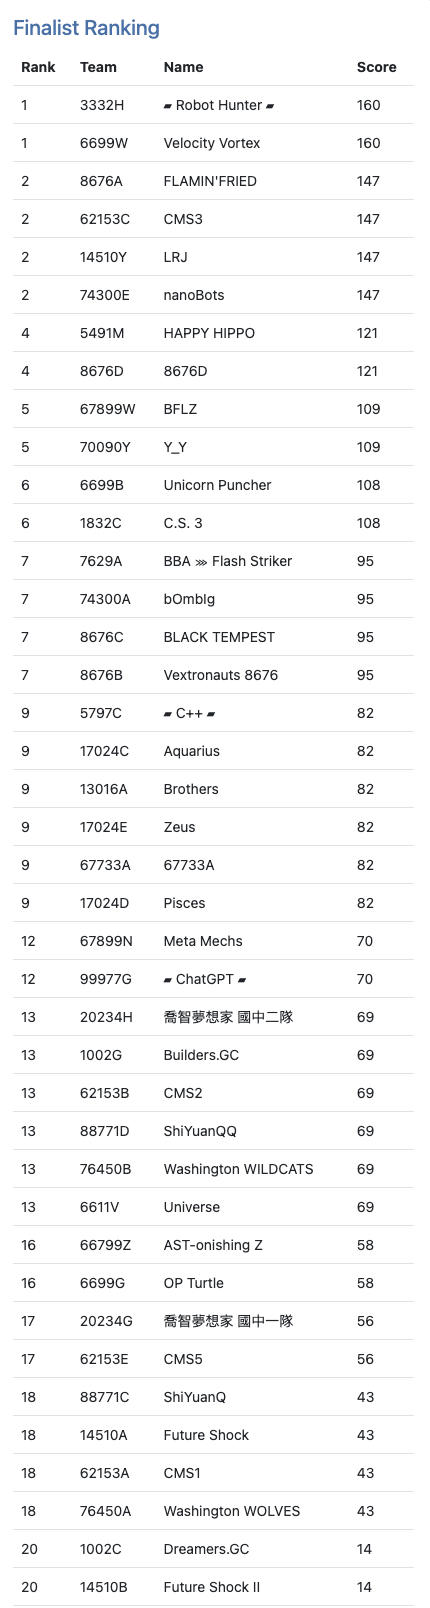 Finalist Ranking
Rank Team Name Score
1 3332H ▰ Robot Hunter ▰ 160
1 6699W Velocity Vortex 160
2 8676A FLAMIN'FRIED 147
2 62153C CMS3 147
2 14510Y LRJ 147
2 74300E nanoBots 147
4 5491M HAPPY HIPPO 121
4 8676D 8676D 121
5 67899W BFLZ 109
5 70090Y Y_Y 109
6 6699B Unicorn Puncher 108
6 1832C C.S. 3 108
7 7629A BBA ⋙ Flash Striker 95
7 74300A bOmbIg 95
7 8676C BLACK TEMPEST 95
7 8676B Vextronauts 8676 95
9 5797C ▰ C++ ▰ 82
9 17024C Aquarius 82
9 13016A Brothers 82
9 17024E Zeus 82
9 67733A 67733A 82
9 17024D Pisces 82
12 67899N Meta Mechs 70
12 99977G ▰ ChatGPT ▰ 70
13 20234H 喬智夢想家 國中二隊 69
13 1002G Builders.GC 69
13 62153B CMS2 69
13 88771D ShiYuanQQ 69
13 76450B Washington WILDCATS 69
13 6611V Universe 69
16 66799Z AST-onishing Z 58
16 6699G OP Turtle 58
17 20234G 喬智夢想家 國中一隊 56
17 62153E CMS5 56
18 88771C ShiYuanQ 43
18 14510A Future Shock 43
18 62153A CMS1 43
18 76450A Washington WOLVES 43
20 1002C Dreamers.GC 14
20 14510B Future Shock II 14